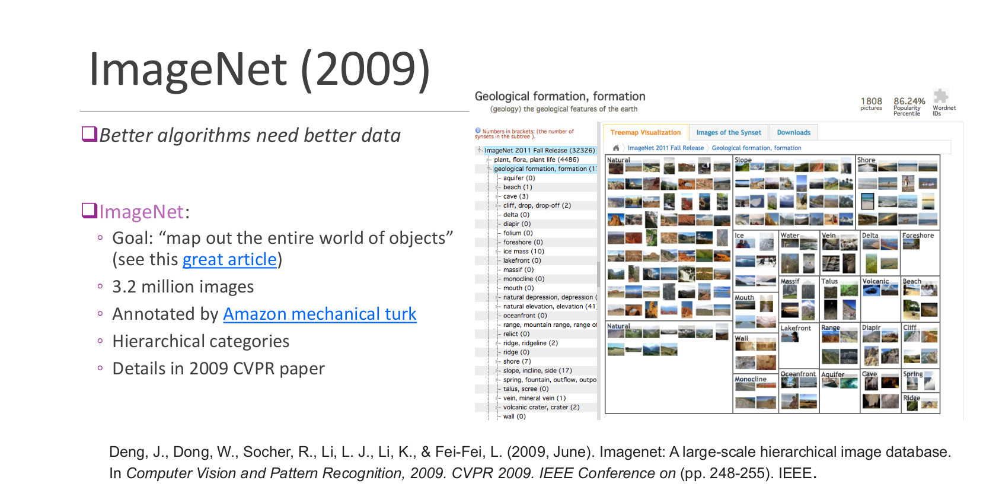 ImageNet (2009)
Better algorithms need better data
ImageNet:
Goal: “map out the entire world of objects”
(see this great article)
3.2 million images
Annotated by Amazon mechanical turk
Hierarchical categories
Details in 2009 CVPR paper
Geological formation, formation
(geology) the geological features of the earth
1808
pictures
86.24%
Popularity
Percentile
Wordnet
IDs
Numbers in brackets: (the number of
synsets in the subtree ).
ImageNet 2011 Fall Release (32326)
plant, flora, plant life (4486)
geological formation, formation (1
aquifer (0)
beach (1)
cave (3)
cliff, drop, drop-off (2)
delta (0)
diapir (0)
folium (0)
foreshore (0)
ice mass (10)
lakefront (0)
massif (0)
monocline (0)
mouth (0)
natural depression, depression (
natural elevation, elevation (41
oceanfront (0)
range, mountain range, range of
relict (0)
ridge, ridgeline (2)
ridge (0)
shore (7)
slope, incline, side (17)
spring, fountain, outflow, outpo
talus, scree (0)
vein, mineral vein (1)
volcanic crater, crater (2)
wall (0)
Treemap Visualization Images of the Synset Downloads
ImageNet 2011 Fall Release Geological formation, formation
Natural Slope Shore
Ice Water Vein Delta Foreshore
Massif Talus Volcanic Beach
Mouth
Natural Lakefront Range Diapir Cliff
Wall
Oceanfront Aquifer Cave Spring
Monocline
Ridge
Deng, J., Dong, W., Socher, R., Li, L. J., Li, K., & Fei-Fei, L. (2009, June). Imagenet: A large-scale hierarchical image database.
In Computer Vision and Pattern Recognition, 2009. CVPR 2009. IEEE Conference on (pp. 248-255). IEEE.